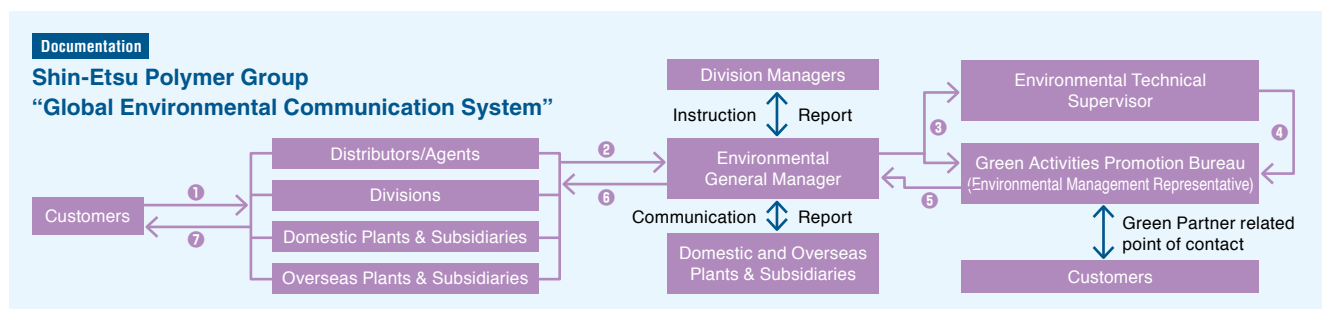 Documentation
Shin-Etsu Polymer Group
“Global Environmental Communication System”
Customers
❶
❼
Distributors/Agents
Divisions
Domestic Plants & Subsidiaries
Overseas Plants & Subsidiaries
❷
❻
Division Managers
Instruction
Report
Environmental
General Manager
Communication
Report
Domestic and Overseas
Plants & Subsidiaries
❸
❺
Environmental Technical
Supervisor
❹
Green Activities Promotion Bureau
(Environmental Management Representative)
Green Partner related
point of contact
Customers